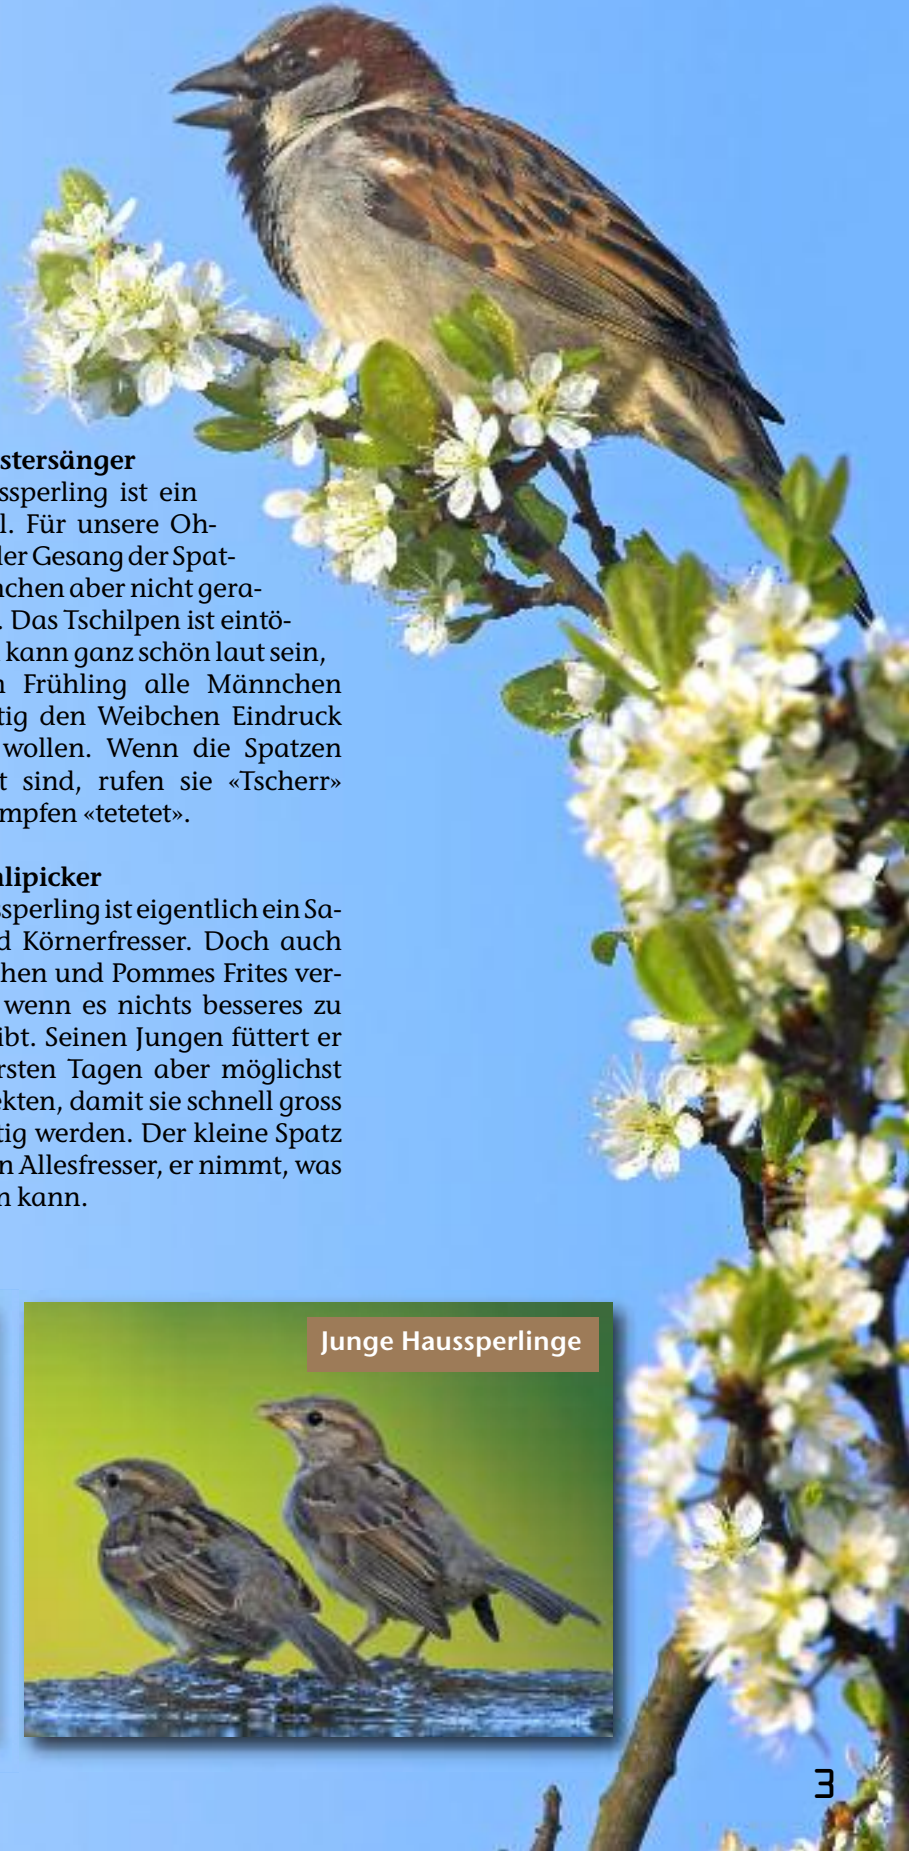 stersänger
ssperling ist ein
l. Für unsere Oh-
ler Gesang der Spat-
nchen aber nicht gera-
. Das Tschilpen ist eintö-
kann ganz schön laut sein,
n Frühling alle Männchen
tig den Weibchen Eindruck
wollen. Wenn die Spatzen
t sind, rufen sie «Tscherr»
mpfen «tetetet».
lipicker
ssperling ist eigentlich ein Sa-
d Körnerfresser. Doch auch
hen und Pommes Frites ver-
wenn es nichts besseres zu
ibt. Seinen Jungen füttert er
rsten Tagen aber möglichst
ekten, damit sie schnell gross
tig werden. Der kleine Spatz
n Allesfresser, er nimmt, was
n kann.
Junge Haussperlinge
3